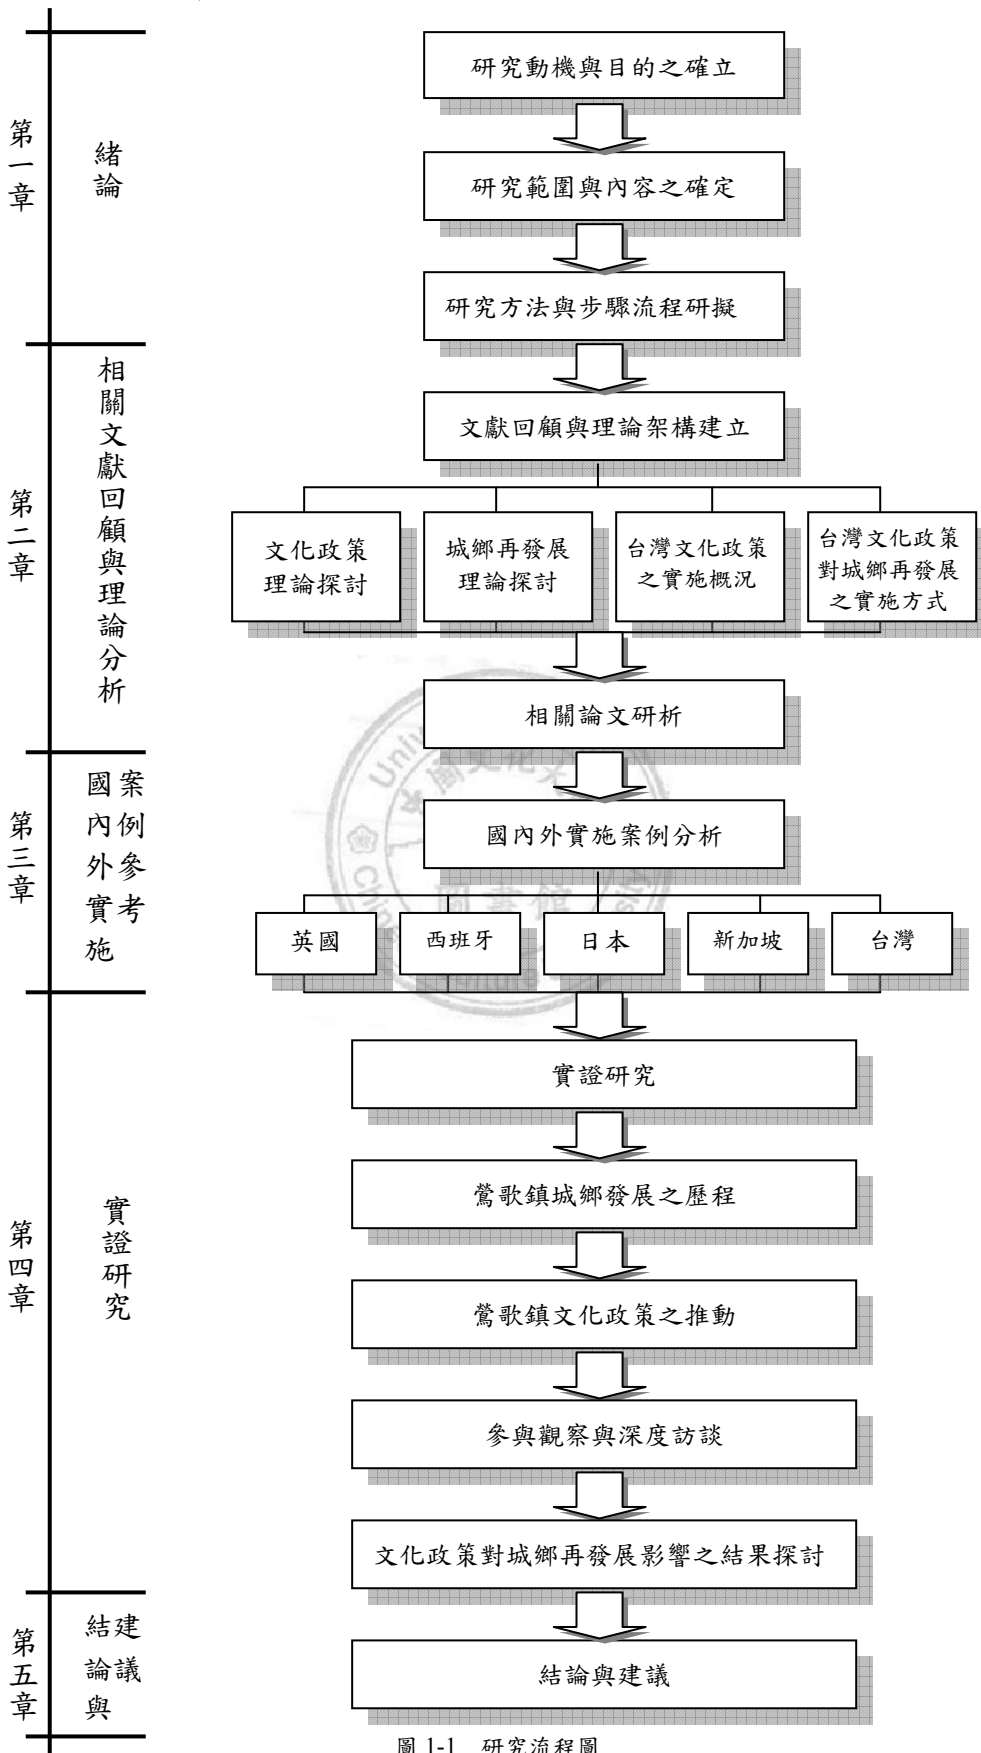 第一章
緒論
研究動機與目的之確立
研究範圍與內容之確定
研究方法與步驟流程研擬
第二章
相關文獻回顧與理論分析
文獻回顧與理論架構建立
文化政策
理論探討
城鄉再發展
理論探討
台灣文化政策
之實施概況
台灣文化政策
對城鄉再發展
之實施方式
相關論文研析
第三章
國內外實施
案例參考
國內外實施案例分析
英國
西班牙
日本
新加坡
台灣
第四章
實證研究
實證研究
鶯歌鎮城鄉發展之歷程
鶯歌鎮文化政策之推動
參與觀察與深度訪談
文化政策對城鄉再發展影響之結果探討
第五章
結論與
建議
結論與建議
圖 1-1 研究流程圖